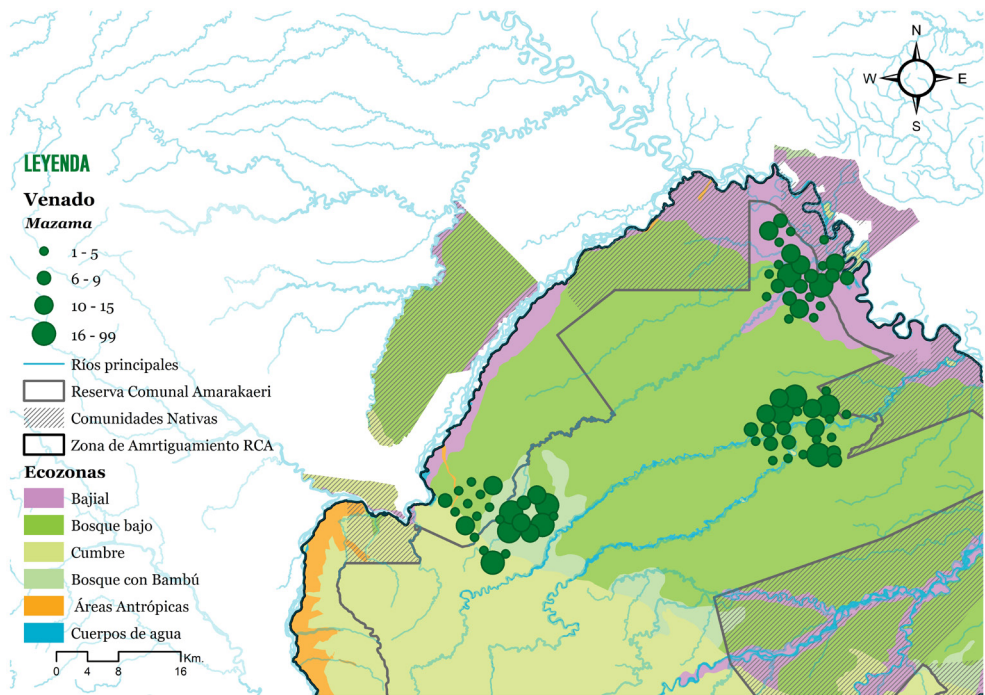 N
W E
S
LEYENDA
Venado
Mazama
1 - 5
6 - 9
10 - 15
16 - 99
Ríos principales
Reserva Comunal Amarakaeri
Comunidades Nativas
Zona de Amrtiguamiento RCA
Ecozonas
Bajial
Bosque bajo
Cumbre
Bosque con Bambú
Áreas Antrópicas
Cuerpos de agua
Km.
0 4 8 16